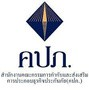 คปภ.
สำนักงานคณะกรรมการกำกับและส่งเสริม
การประกอบธุรกิจประกันภัย(คปภ.)